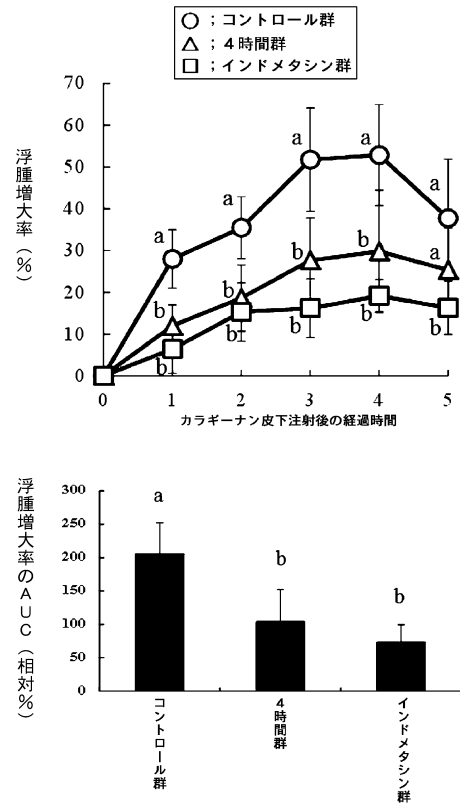 ○；コントロール群
△；４時間群
□；インドメタシン群
浮腫増大率（％）
70
60
50
40
30
20
10
0
a
a
a
a
a
b
b
b
b
b
b
b
b
b
0 1 2 3 4 5
カラギーナン皮下注射後の経過時間
浮腫増大率のＡＵＣ（相対％）
300
250
200
150
100
50
0
a
b
b
コントロール群
４時間群
インドメタシン群